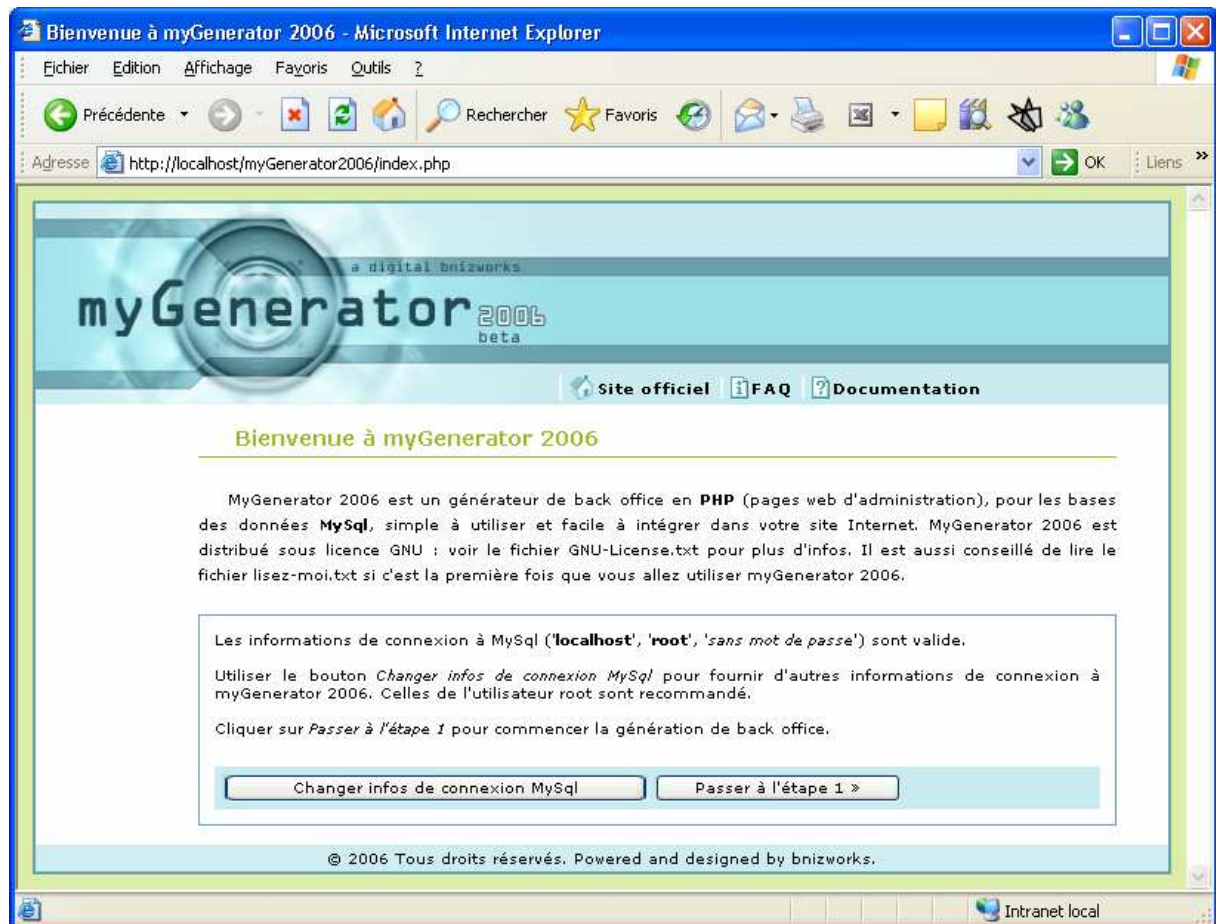 Bienvenue à myGenerator 2006 - Microsoft Internet Explorer
Fichier Edition Affichage Favoris Outils ?
Précédente Rechercher Favoris
Adresse http://localhost/myGenerator2006/index.php OK Liens »
a digital bnizworks
myGenerator 2006
beta
Site officiel FAQ Documentation
Bienvenue à myGenerator 2006
MyGenerator 2006 est un générateur de back office en PHP (pages web d'administration), pour les bases
des données MySql, simple à utiliser et facile à intégrer dans votre site Internet. MyGenerator 2006 est
distribué sous licence GNU : voir le fichier GNU-License.txt pour plus d'infos. Il est aussi conseillé de lire le
fichier lisez-moi.txt si c'est la première fois que vous allez utiliser myGenerator 2006.
Les informations de connexion à MySql ('localhost', 'root', 'sans mot de passe') sont valide.
Utiliser le bouton Changer infos de connexion MySql pour fournir d'autres informations de connexion à
myGenerator 2006. Celles de l'utilisateur root sont recommandé.
Cliquer sur Passer à l'étape 1 pour commencer la génération de back office.
Changer infos de connexion MySql Passer à l'étape 1 »
© 2006 Tous droits réservés. Powered and designed by bnizworks.
Intranet local